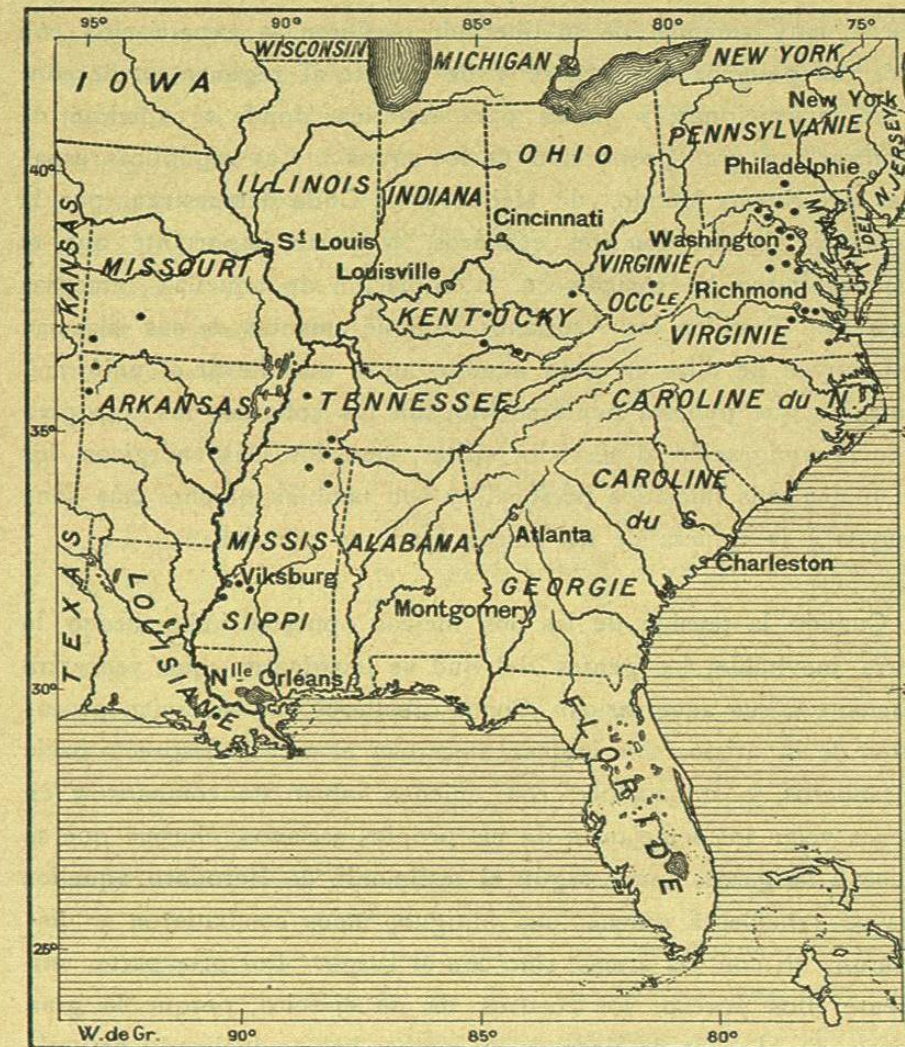 95° 90° 85° 80° 75°
WISCONSIN
MICHIGAN
NEW YORK
IOWA
New York
PENNSYLVANIE
N. JERSEY
OHIO
Philadelphie
40°
ILLINOIS
INDIANA
MARYLD
DEL
KANSAS
Cincinnati
St Louis
Washington
MISSOURI
Louisville
VIRGINIE
OCCLE
Richmond
KENTUCKY
VIRGINIE
ARKANSAS
TENNESSEE
CAROLINE du N.
35°
CAROLINE
du S.
MISSIS
SIPPI
ALABAMA
Atlanta
Charleston
TEXAS
LOUISIANE
Viksburg
GEORGIE
Montgomery
30°
Nlle Orléans
FLORIDE
25°
W. de Gr.
90° 85° 80°